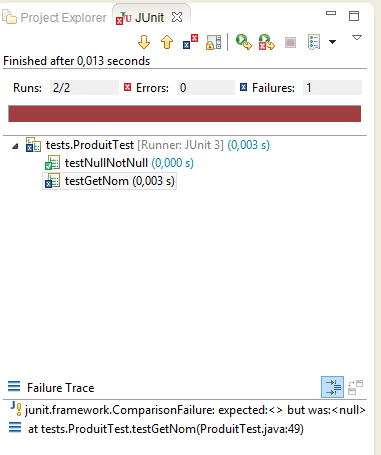 Project Explorer JUnit
Finished after 0,013 seconds
Runs: 2/2 Errors: 0 Failures: 1
tests.ProduitTest [Runner: JUnit 3] (0,003 s)
testNullNotNull (0,000 s)
testGetNom (0,003 s)
Failure Trace
junit.framework.ComparisonFailure: expected:<> but was:<null>
at tests.ProduitTest.testGetNom(ProduitTest.java:49)